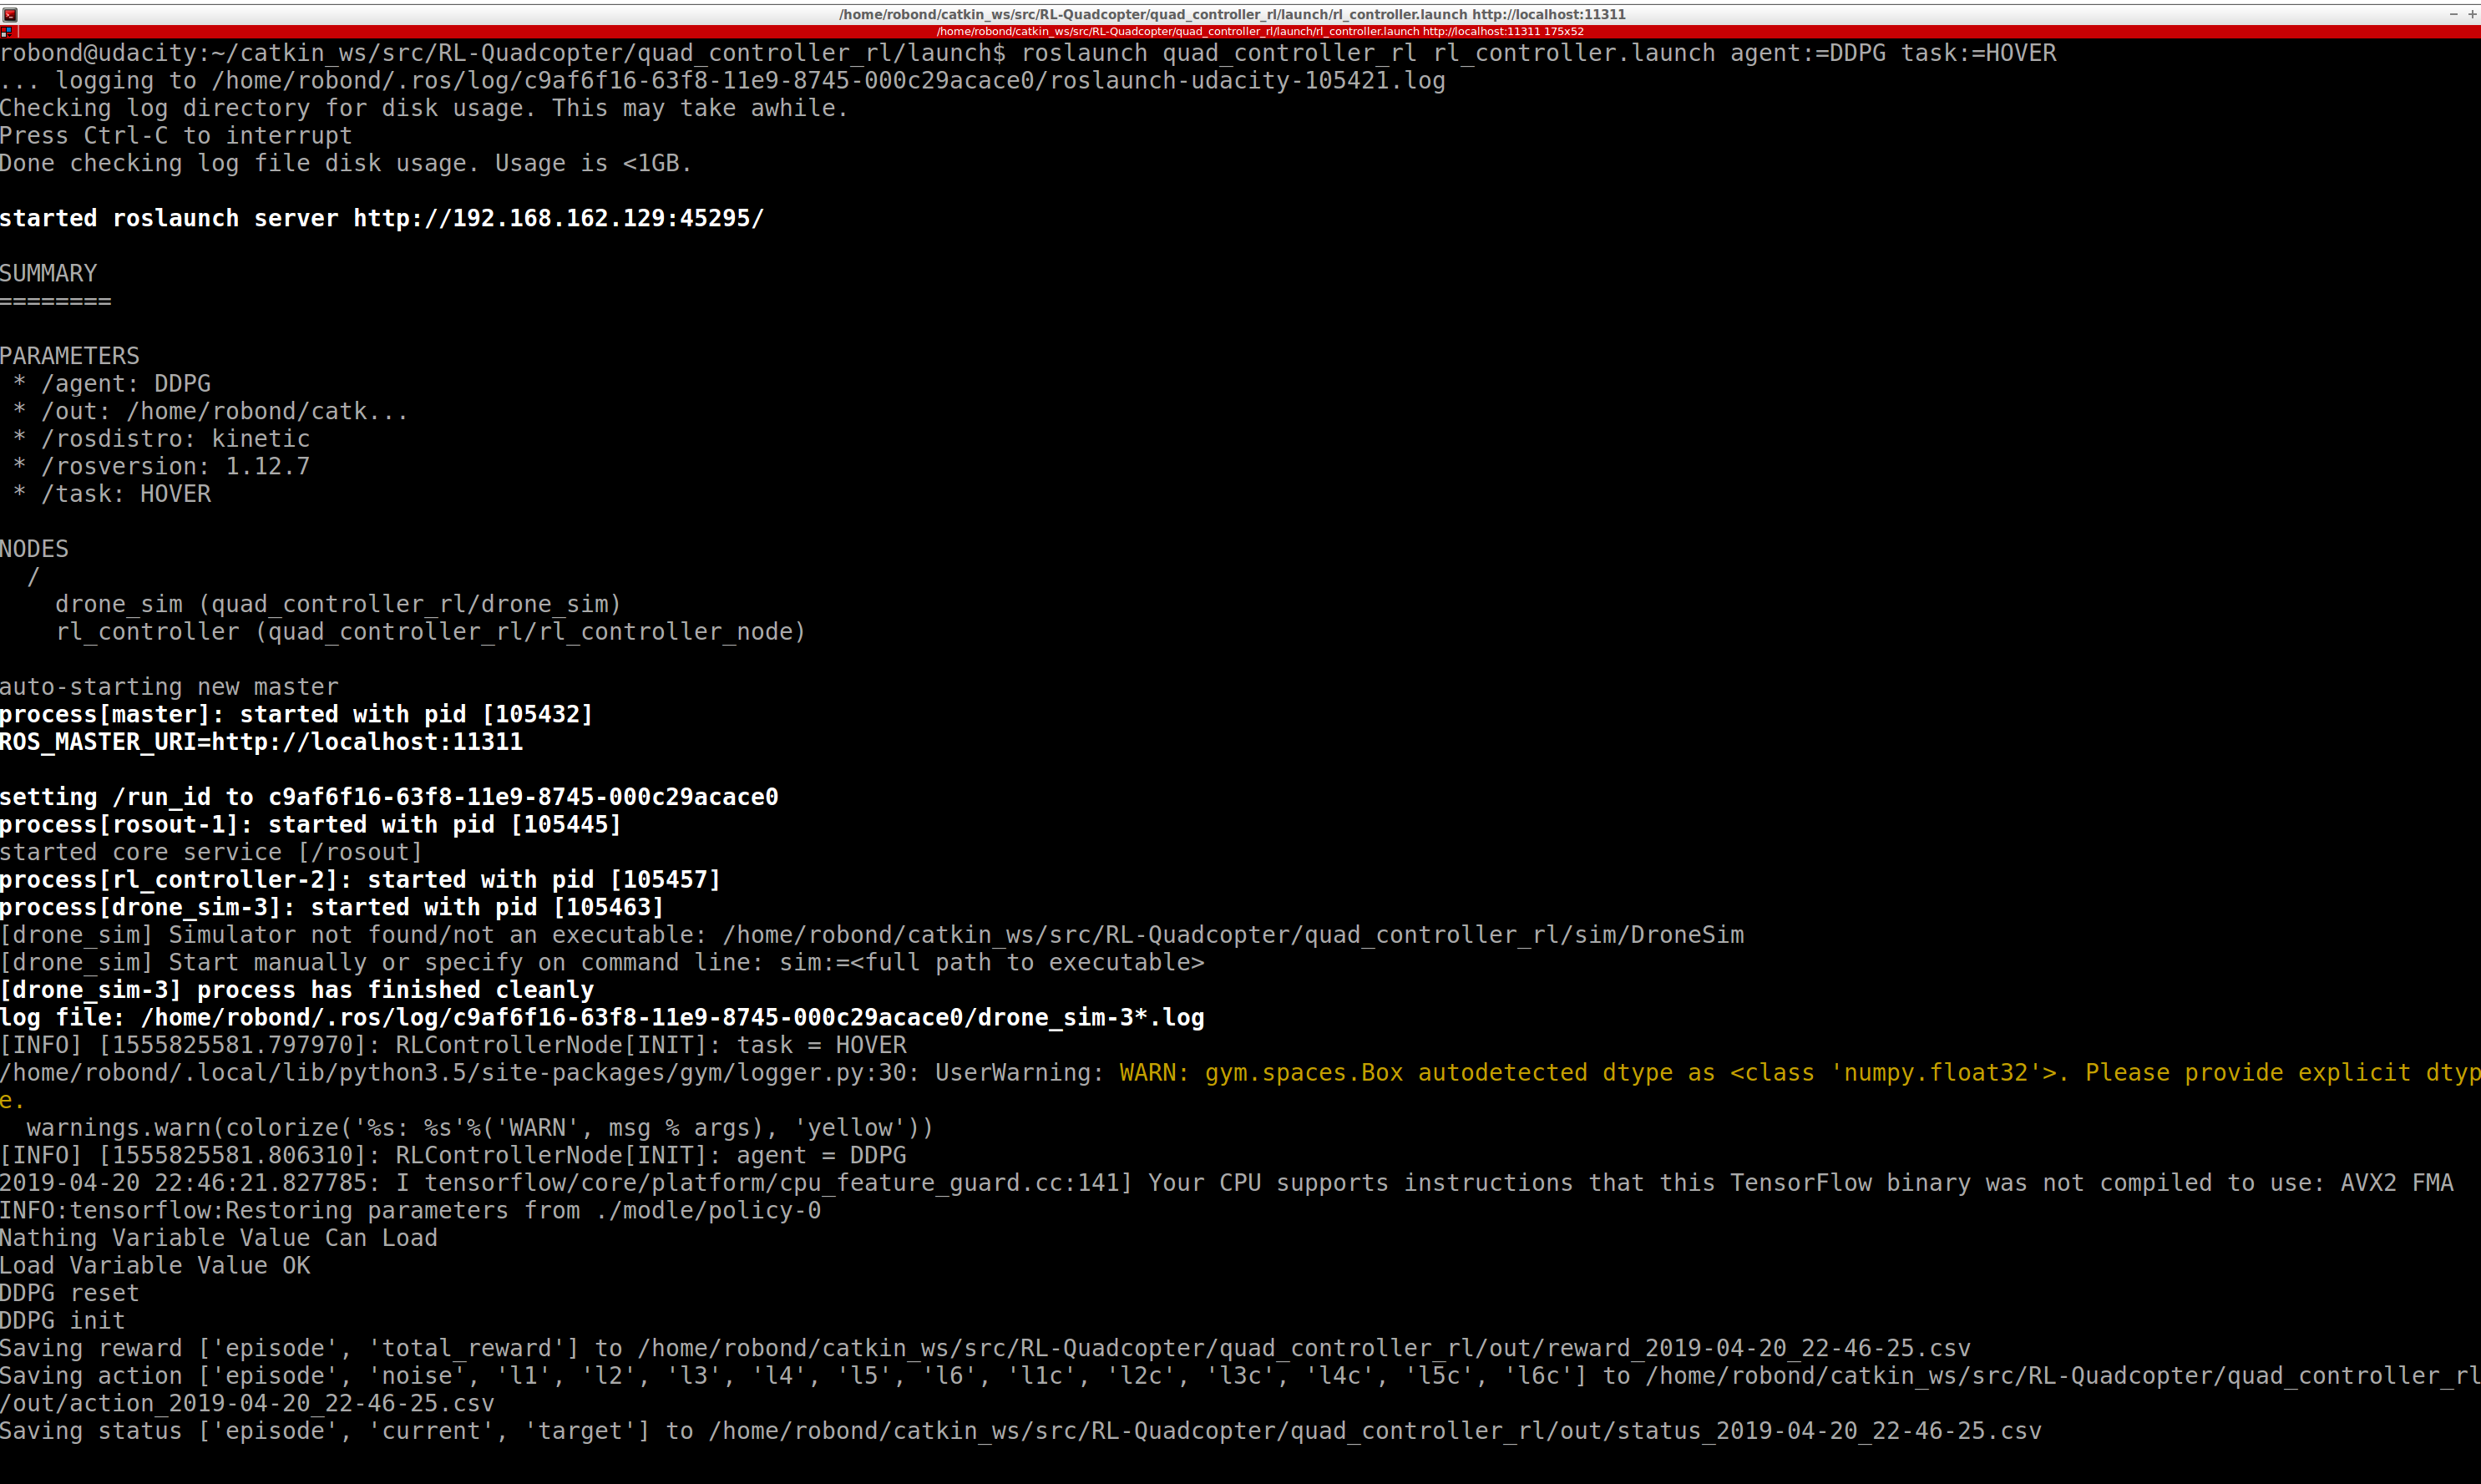 /home/robond/catkin_ws/src/RL-Quadcopter/quad_controller_rl/launch/rl_controller.launch http://localhost:11311
/home/robond/catkin_ws/src/RL-Quadcopter/quad_controller_rl/launch/rl_controller.launch http://localhost:11311 175x52
robond@udacity:~/catkin_ws/src/RL-Quadcopter/quad_controller_rl/launch$ roslaunch quad_controller_rl rl_controller.launch agent:=DDPG task:=HOVER
... logging to /home/robond/.ros/log/c9af6f16-63f8-11e9-8745-000c29acace0/roslaunch-udacity-105421.log
Checking log directory for disk usage. This may take awhile.
Press Ctrl-C to interrupt
Done checking log file disk usage. Usage is <1GB.
started roslaunch server http://192.168.162.129:45295/
SUMMARY
========
PARAMETERS
 * /agent: DDPG
 * /out: /home/robond/catk...
 * /rosdistro: kinetic
 * /rosversion: 1.12.7
 * /task: HOVER
NODES
  /
    drone_sim (quad_controller_rl/drone_sim)
    rl_controller (quad_controller_rl/rl_controller_node)
auto-starting new master
process[master]: started with pid [105432]
ROS_MASTER_URI=http://localhost:11311
setting /run_id to c9af6f16-63f8-11e9-8745-000c29acace0
process[rosout-1]: started with pid [105445]
started core service [/rosout]
process[rl_controller-2]: started with pid [105457]
process[drone_sim-3]: started with pid [105463]
[drone_sim] Simulator not found/not an executable: /home/robond/catkin_ws/src/RL-Quadcopter/quad_controller_rl/sim/DroneSim
[drone_sim] Start manually or specify on command line: sim:=<full path to executable>
[drone_sim-3] process has finished cleanly
log file: /home/robond/.ros/log/c9af6f16-63f8-11e9-8745-000c29acace0/drone_sim-3*.log
[INFO] [1555825581.797970]: RLControllerNode[INIT]: task = HOVER
/home/robond/.local/lib/python3.5/site-packages/gym/logger.py:30: UserWarning: WARN: gym.spaces.Box autodetected dtype as <class 'numpy.float32'>. Please provide explicit dtyp
e.
  warnings.warn(colorize('%s: %s'%('WARN', msg % args), 'yellow'))
[INFO] [1555825581.806310]: RLControllerNode[INIT]: agent = DDPG
2019-04-20 22:46:21.827785: I tensorflow/core/platform/cpu_feature_guard.cc:141] Your CPU supports instructions that this TensorFlow binary was not compiled to use: AVX2 FMA
INFO:tensorflow:Restoring parameters from ./modle/policy-0
Nathing Variable Value Can Load
Load Variable Value OK
DDPG reset
DDPG init
Saving reward ['episode', 'total_reward'] to /home/robond/catkin_ws/src/RL-Quadcopter/quad_controller_rl/out/reward_2019-04-20_22-46-25.csv
Saving action ['episode', 'noise', 'l1', 'l2', 'l3', 'l4', 'l5', 'l6', 'l1c', 'l2c', 'l3c', 'l4c', 'l5c', 'l6c'] to /home/robond/catkin_ws/src/RL-Quadcopter/quad_controller_rl
/out/action_2019-04-20_22-46-25.csv
Saving status ['episode', 'current', 'target'] to /home/robond/catkin_ws/src/RL-Quadcopter/quad_controller_rl/out/status_2019-04-20_22-46-25.csv